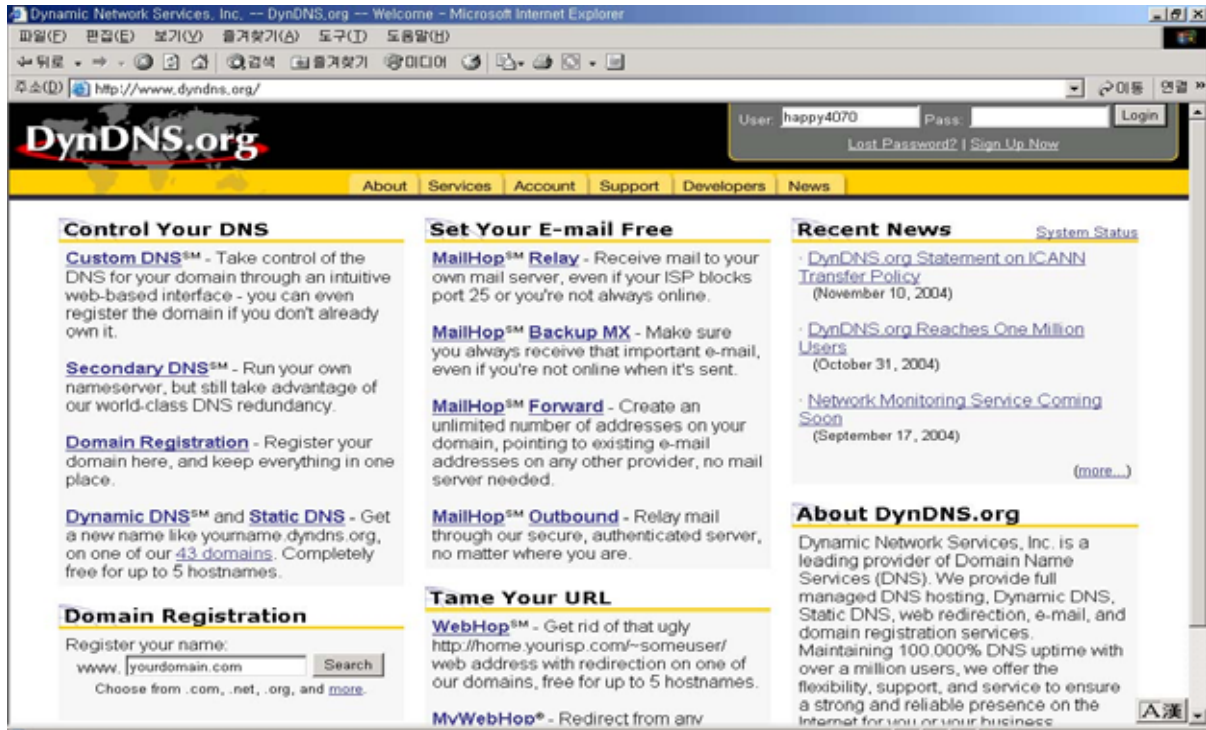 Dynamic Network Services, Inc. -- DynDNS.org -- Welcome - Microsoft Internet Explorer
파일(F) 편집(E) 보기(V) 즐겨찾기(A) 도구(T) 도움말(H)
뒤로 검색 즐겨찾기 미디어
주소(D) http://www.dyndns.org/ 이동 연결 »
DynDNS.org
User: happy4070 Pass: Login
Lost Password? | Sign Up Now
About Services Account Support Developers News
Control Your DNS
Custom DNS℠ - Take control of the
DNS for your domain through an intuitive
web-based interface - you can even
register the domain if you don't already
own it.
Secondary DNS℠ - Run your own
nameserver, but still take advantage of
our world-class DNS redundancy.
Domain Registration - Register your
domain here, and keep everything in one
place.
Dynamic DNS℠ and Static DNS - Get
a new name like yourname.dyndns.org,
on one of our 43 domains. Completely
free for up to 5 hostnames.
Domain Registration
Register your name:
www. yourdomain.com Search
Choose from .com, .net, .org, and more.
Set Your E-mail Free
MailHop℠ Relay - Receive mail to your
own mail server, even if your ISP blocks
port 25 or you're not always online.
MailHop℠ Backup MX - Make sure
you always receive that important e-mail,
even if you're not online when it's sent.
MailHop℠ Forward - Create an
unlimited number of addresses on your
domain, pointing to existing e-mail
addresses on any other provider, no mail
server needed.
MailHop℠ Outbound - Relay mail
through our secure, authenticated server,
no matter where you are.
Tame Your URL
WebHop℠ - Get rid of that ugly
http://home.yourisp.com/~someuser/
web address with redirection on one of
our domains, free for up to 5 hostnames.
MyWebHop® - Redirect from any
Recent News System Status
· DynDNS.org Statement on ICANN
Transfer Policy
(November 10, 2004)
· DynDNS.org Reaches One Million
Users
(October 31, 2004)
· Network Monitoring Service Coming
Soon
(September 17, 2004)
(more...)
About DynDNS.org
Dynamic Network Services, Inc. is a
leading provider of Domain Name
Services (DNS). We provide full
managed DNS hosting, Dynamic DNS,
Static DNS, web redirection, e-mail, and
domain registration services.
Maintaining 100.000% DNS uptime with
over a million users, we offer the
flexibility, support, and service to ensure
a strong and reliable presence on the
Internet for you or your business.
A漢